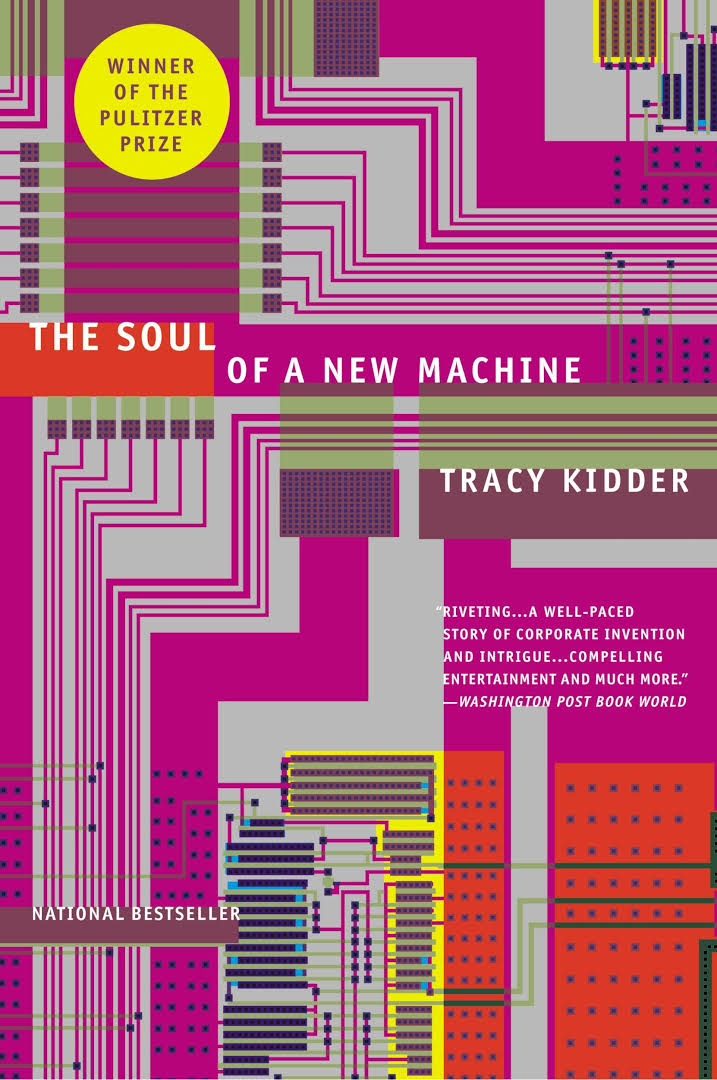 WINNER
OF THE
PULITZER
PRIZE
THE SOUL
OF A NEW MACHINE
TRACY KIDDER
“RIVETING...A WELL-PACED
STORY OF CORPORATE INVENTION
AND INTRIGUE...COMPELLING
ENTERTAINMENT AND MUCH MORE.”
—WASHINGTON POST BOOK WORLD
NATIONAL BESTSELLER